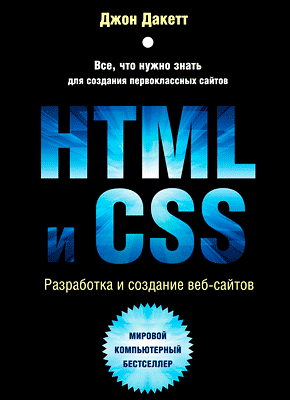 Джон Дакетт
Все, что нужно знать
для создания первоклассных сайтов
HTML
и CSS
Разработка и создание веб-сайтов
МИРОВОЙ
КОМПЬЮТЕРНЫЙ
БЕСТСЕЛЛЕР